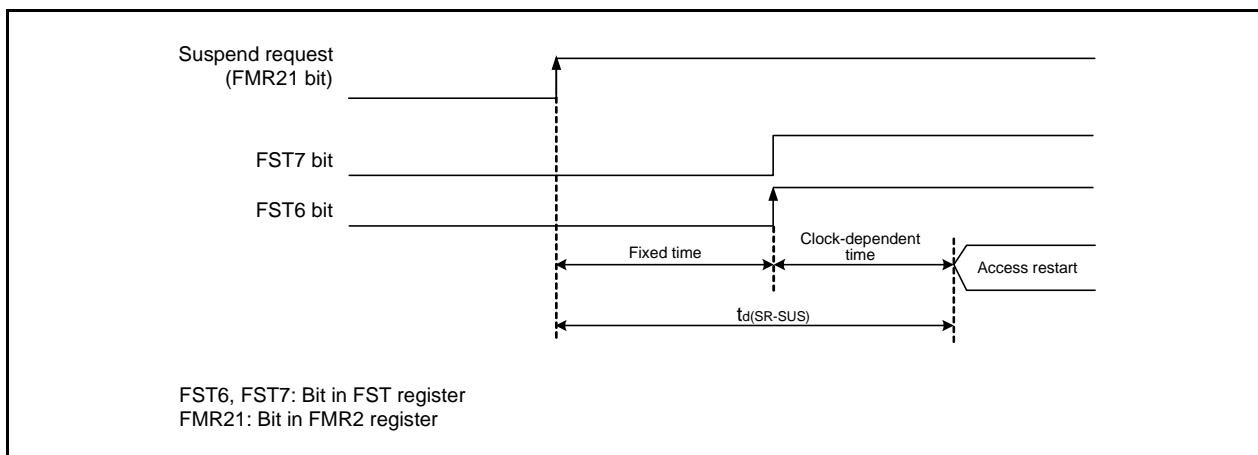 Suspend request
(FMR21 bit)
FST7 bit
FST6 bit
Fixed time
Clock-dependent
time
Access restart
td(SR-SUS)
FST6, FST7: Bit in FST register
FMR21: Bit in FMR2 register